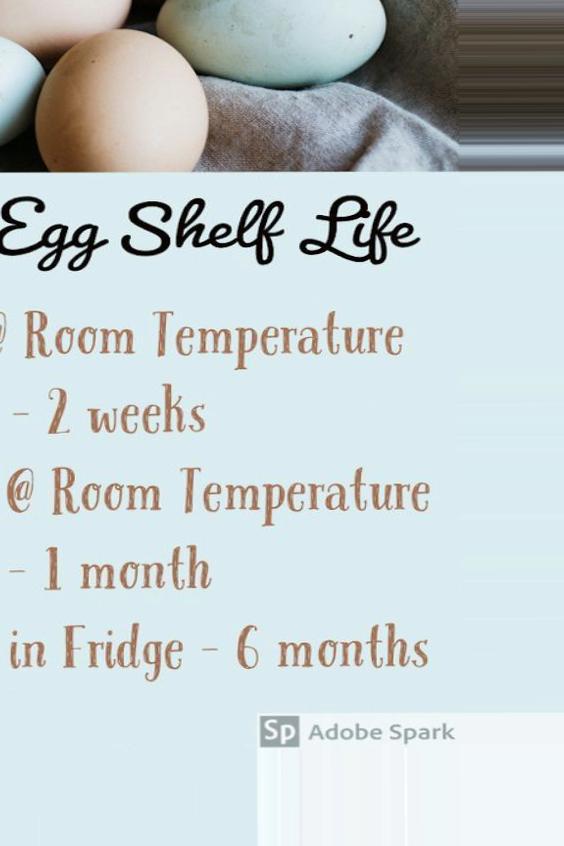 Egg Shelf Life
@ Room Temperature
- 2 weeks
@ Room Temperature
- 1 month
in Fridge - 6 months
Sp Adobe Spark